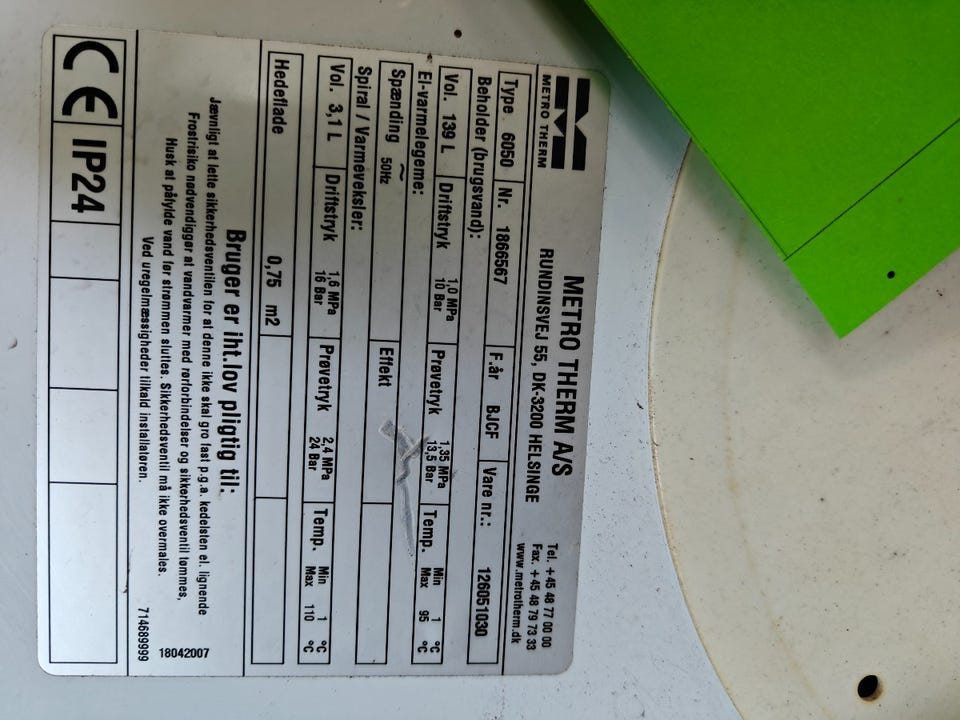 METRO THERM
METRO THERM A/S
RUNDINSVEJ 55, DK-3200 HELSINGE
Tel. +45 48 77 00 00
Fax. +45 48 79 73 33
www.metrotherm.dk
Type 6050 Nr. 1866567 F.år BJCF Vare nr.: 126051030
Beholder (brugsvand):
Vol. 139 L Driftstryk 1,0 MPa 10 Bar Prøvetryk 1,35 MPa 13,5 Bar Temp. Min 1 °C Max 95 °C
El-varmelegeme:
Spænding ~ 50Hz Effekt
Spiral / Varmeveksler:
Vol. 3,1 L Driftstryk 1,6 MPa 16 Bar Prøvetryk 2,4 MPa 24 Bar Temp. Min 1 °C Max 110 °C
Hedeflade 0,75 m2
Bruger er iht.lov pligtig til:
Jævnligt at lette sikkerhedsventilen for at denne ikke skal gro fast p.g.a. kedelsten el. lignende
Frostrisiko nødvendiggør at vandvarmer med rørforbindelser og sikkerhedsventil tømmes,
Husk at påfylde vand før strømmen sluttes. Sikkerhedsventil må ikke overmales.
Ved uregelmæssigheder tilkald installatøren.
18042007
714689999
CE IP24